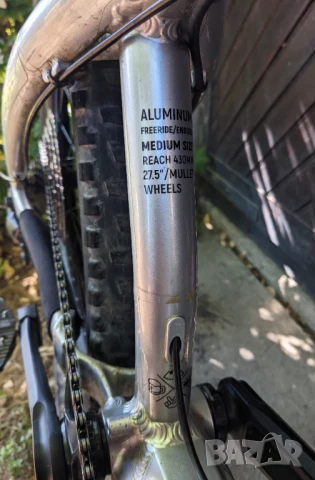 ALUMINUM
FREERIDE/ENDURO
MEDIUM SIZE
REACH 430MM
27.5"/MULLET
WHEELS
BAZAR